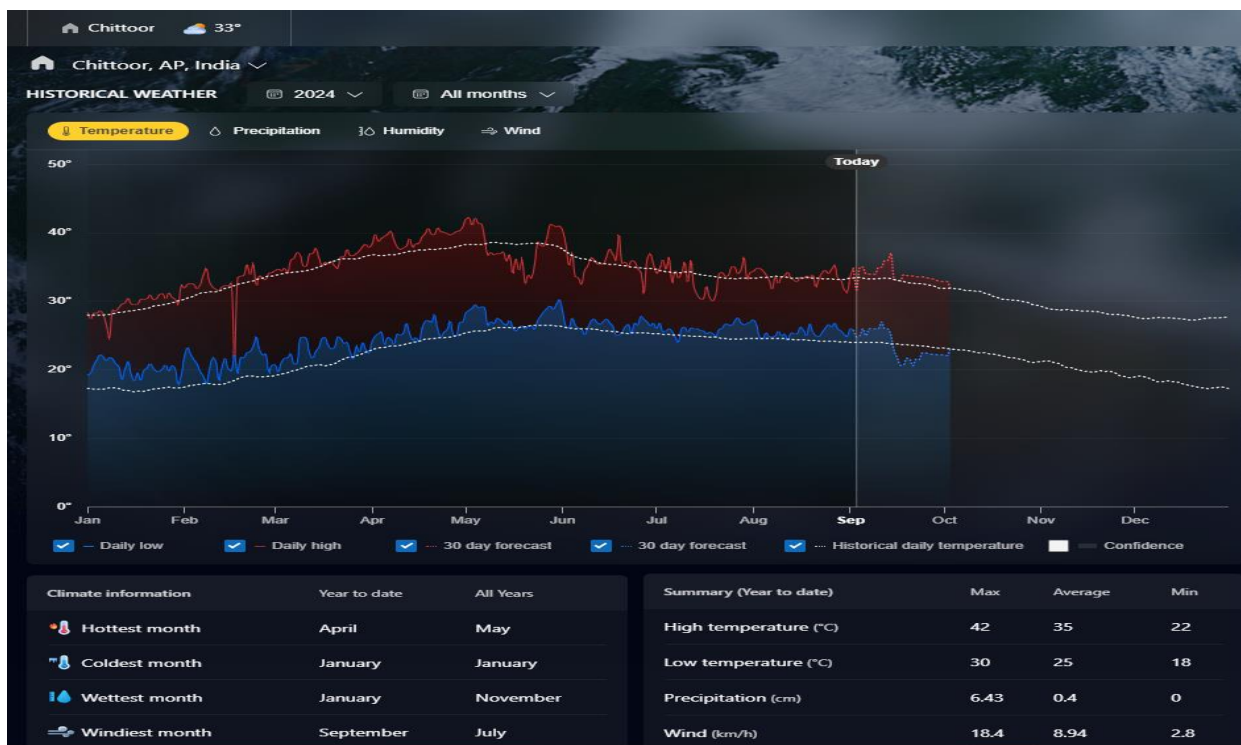 Chittoor 33°
Chittoor, AP, India
HISTORICAL WEATHER 2024 All months
Temperature Precipitation Humidity Wind
Today
50°
40°
30°
20°
10°
0°
Jan Feb Mar Apr May Jun Jul Aug Sep Oct Nov Dec
Daily low Daily high 30 day forecast 30 day forecast Historical daily temperature Confidence
Climate information Year to date All Years
Hottest month April May
Coldest month January January
Wettest month January November
Windiest month September July
Summary (Year to date) Max Average Min
High temperature (°C) 42 35 22
Low temperature (°C) 30 25 18
Precipitation (cm) 6.43 0.4 0
Wind (km/h) 18.4 8.94 2.8